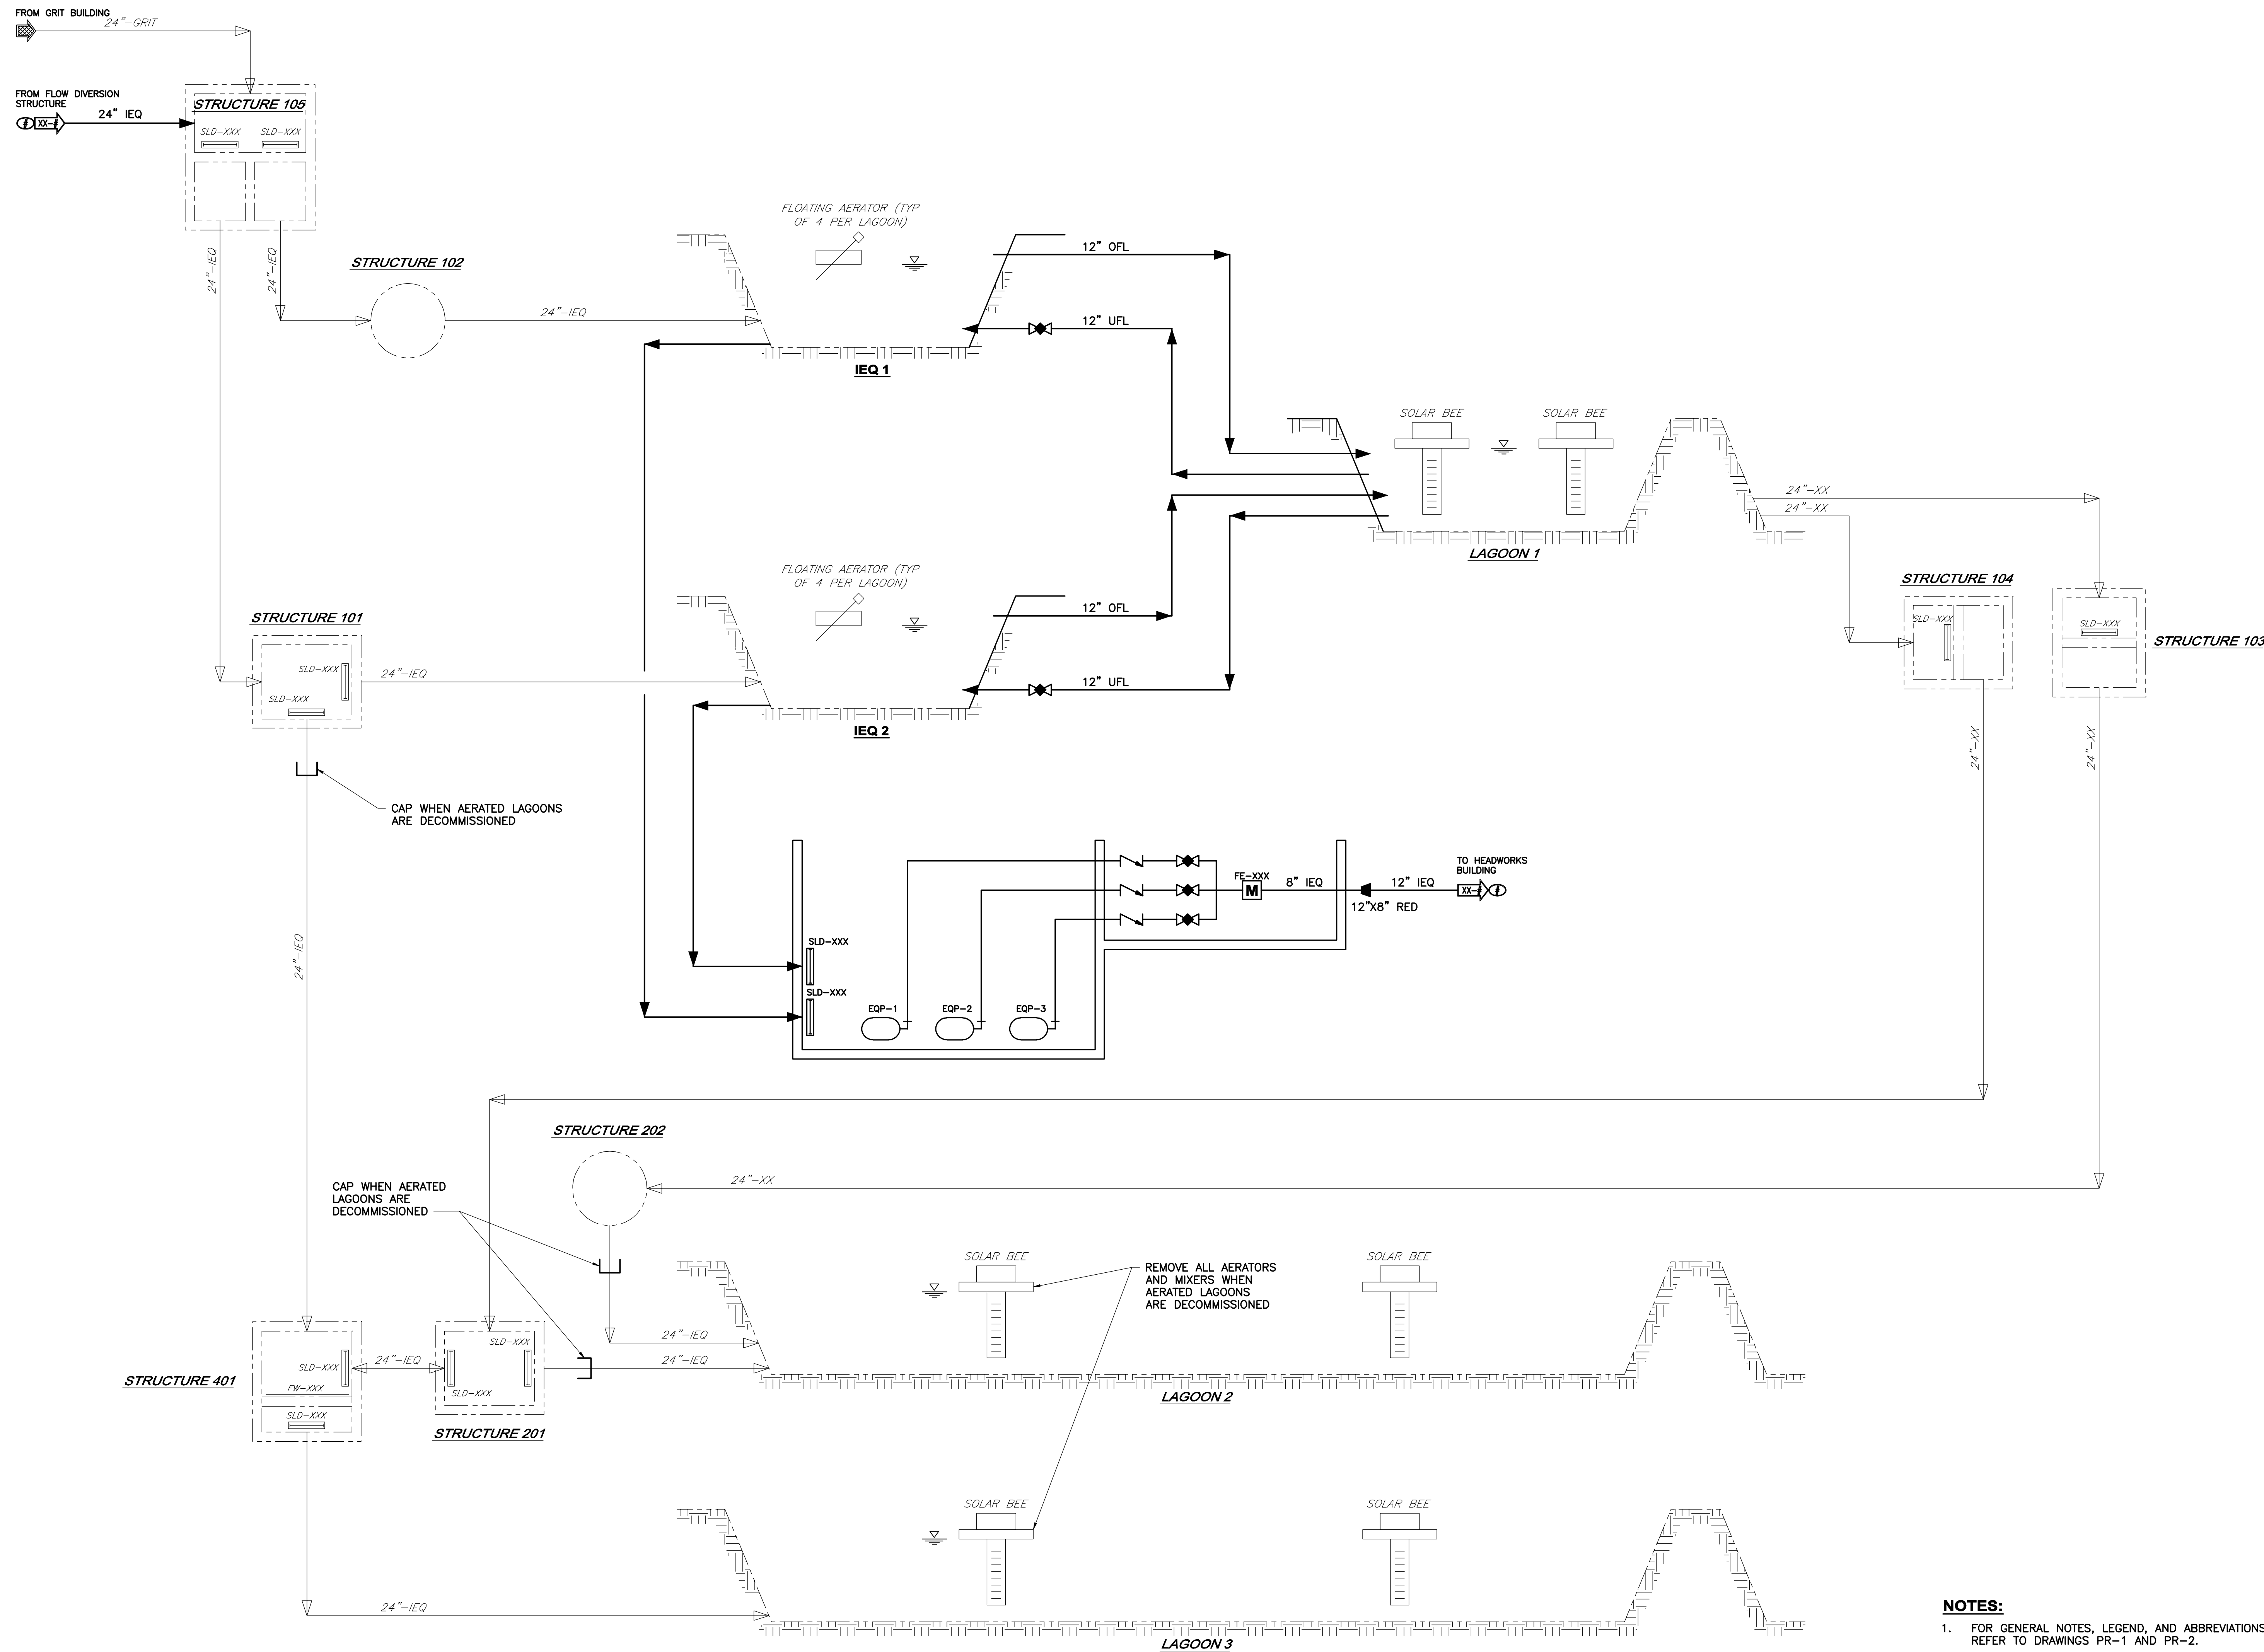 FROM GRIT BUILDING
24"-GRIT
FROM FLOW DIVERSION
STRUCTURE
XX-#
24" IEQ
STRUCTURE 105
SLD-XXX
SLD-XXX
24"-IEQ
24"-IEQ
STRUCTURE 102
24"-IEQ
FLOATING AERATOR (TYP
OF 4 PER LAGOON)
12" OFL
12" UFL
IEQ 1
SOLAR BEE
SOLAR BEE
LAGOON 1
24"-XX
24"-XX
STRUCTURE 104
SLD-XXX
STRUCTURE 103
SLD-XXX
24"-XX
24"-XX
STRUCTURE 101
SLD-XXX
SLD-XXX
24"-IEQ
FLOATING AERATOR (TYP
OF 4 PER LAGOON)
12" OFL
12" UFL
IEQ 2
CAP WHEN AERATED LAGOONS
ARE DECOMMISSIONED
24"-IEQ
SLD-XXX
SLD-XXX
EQP-1
EQP-2
EQP-3
FE-XXX
M
8" IEQ
12"X8" RED
12" IEQ
TO HEADWORKS
BUILDING
XX-#
#
STRUCTURE 202
24"-XX
CAP WHEN AERATED
LAGOONS ARE
DECOMMISSIONED
SOLAR BEE
SOLAR BEE
REMOVE ALL AERATORS
AND MIXERS WHEN
AERATED LAGOONS
ARE DECOMMISSIONED
24"-IEQ
24"-IEQ
LAGOON 2
STRUCTURE 401
SLD-XXX
FW-XXX
SLD-XXX
24"-IEQ
SLD-XXX
SLD-XXX
STRUCTURE 201
24"-IEQ
SOLAR BEE
SOLAR BEE
LAGOON 3
NOTES:
1. FOR GENERAL NOTES, LEGEND, AND ABBREVIATIONS
REFER TO DRAWINGS PR-1 AND PR-2.